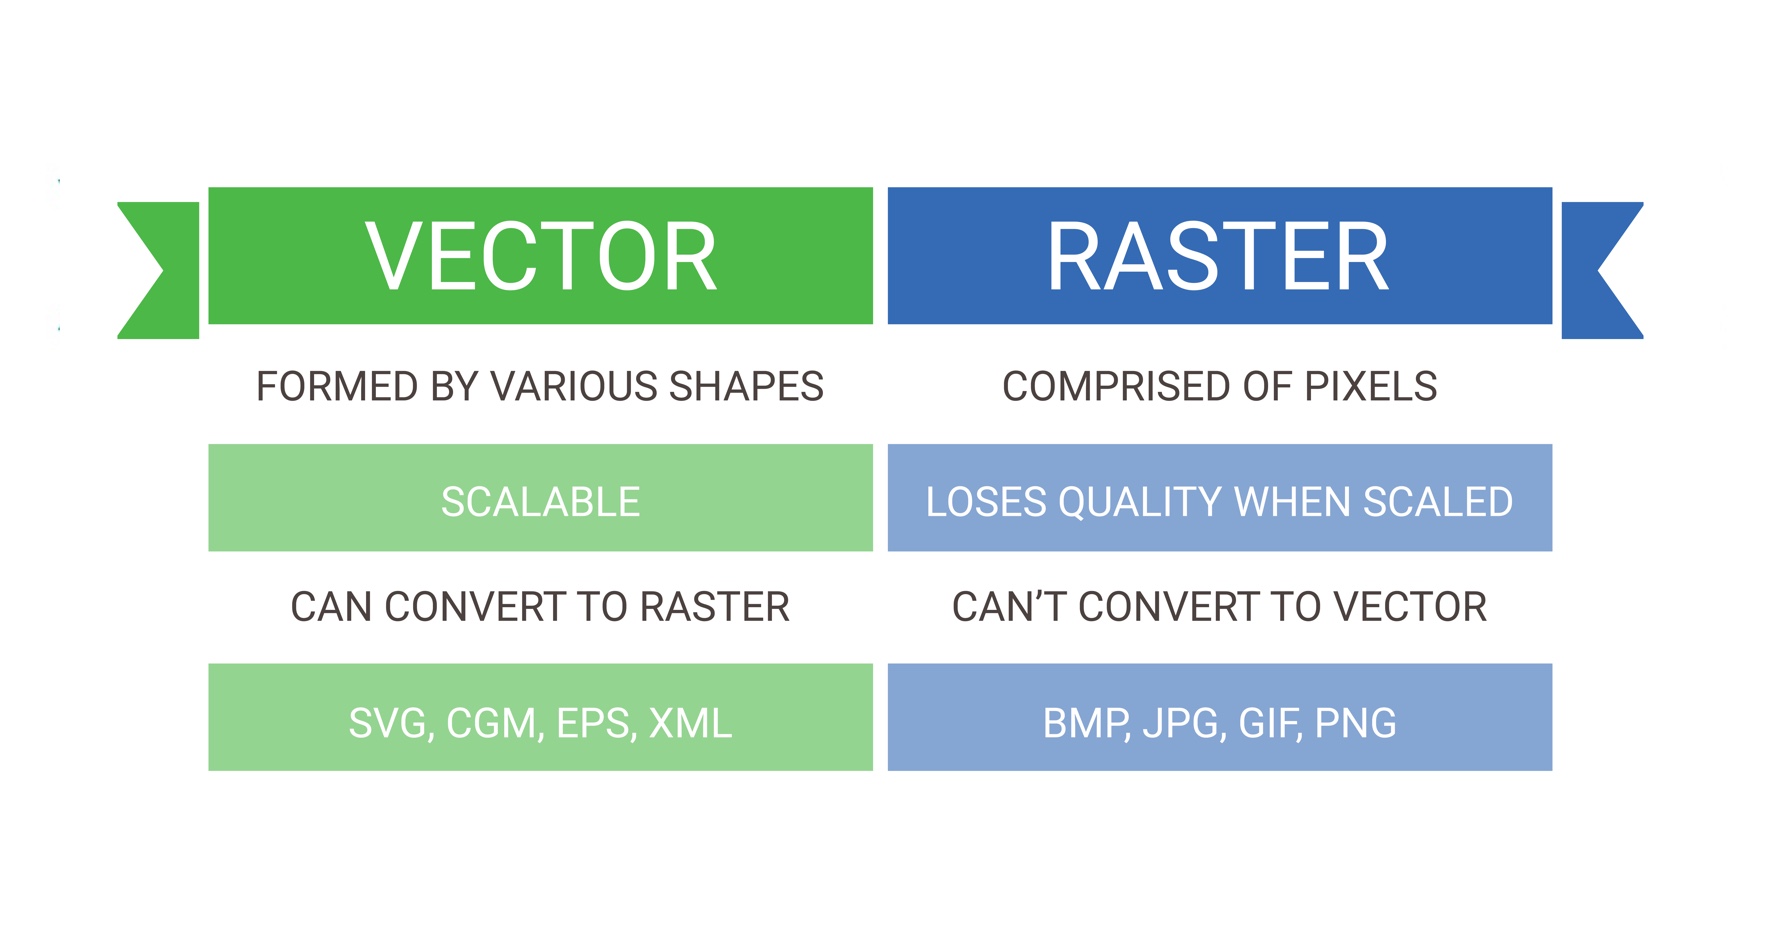 VECTOR
RASTER
FORMED BY VARIOUS SHAPES
COMPRISED OF PIXELS
SCALABLE
LOSES QUALITY WHEN SCALED
CAN CONVERT TO RASTER
CAN’T CONVERT TO VECTOR
SVG, CGM, EPS, XML
BMP, JPG, GIF, PNG